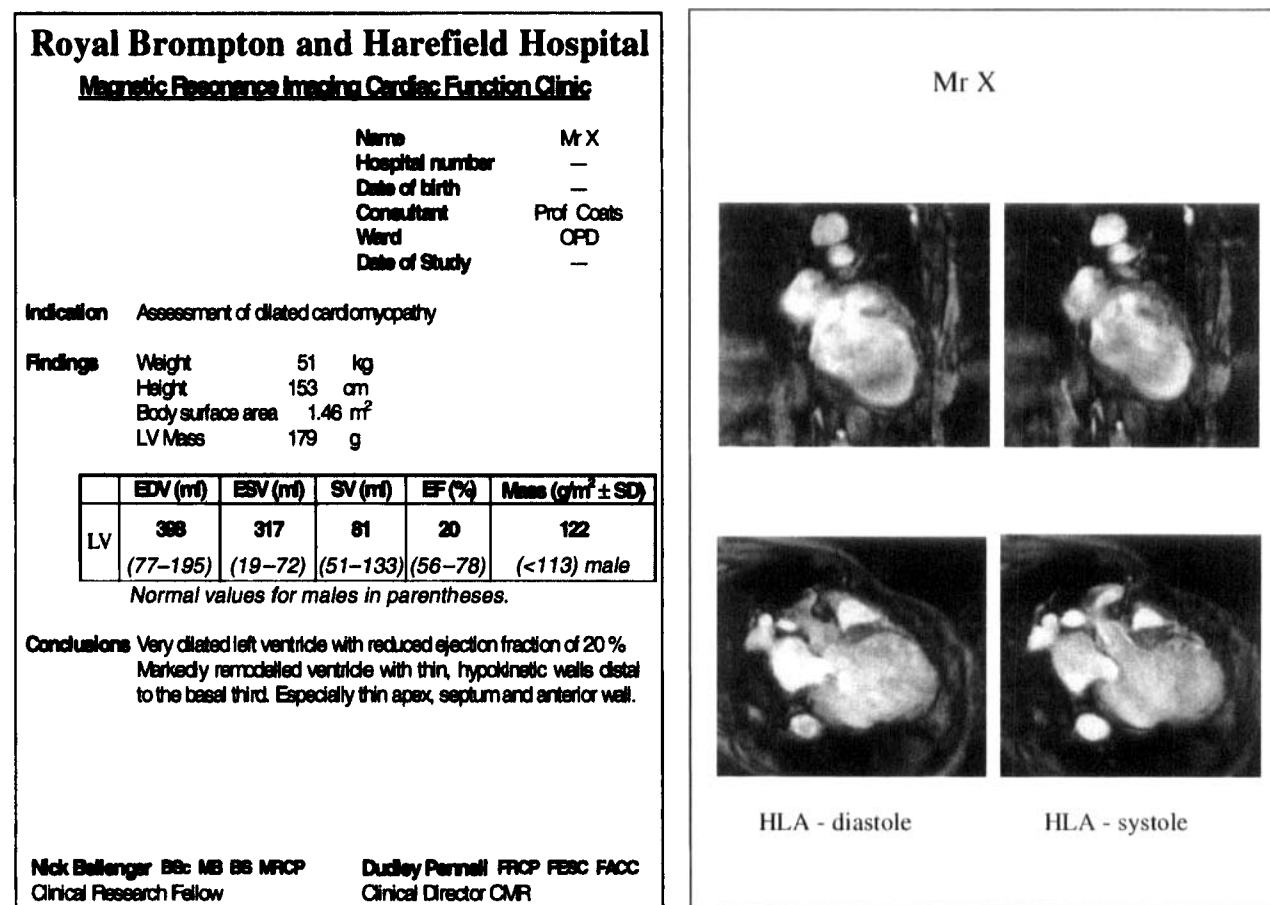 Royal Brompton and Harefield Hospital
Magnetic Resonance Imaging Cardiac Function Clinic
Name Mr X
Hospital number —
Date of birth —
Consultant Prof Coats
Ward OPD
Date of Study —
Indication Assessment of dilated cardiomyopathy
Findings Weight 51 kg
Height 153 cm
Body surface area 1.46 m²
LV Mass 179 g
EDV (ml) ESV (ml) SV (ml) EF (%) Mass (g/m² ± SD)
LV 398 317 81 20 122
(77–195) (19–72) (51–133) (56–78) (<113) male
Normal values for males in parentheses.
Conclusions Very dilated left ventricle with reduced ejection fraction of 20 %
Markedly remodelled ventricle with thin, hypokinetic walls distal
to the basal third. Especially thin apex, septum and anterior wall.
Nick Bellenger BSc MB BS MRCP Dudley Pennell FRCP FESC FACC
Clinical Research Fellow Clinical Director CMR
Mr X
HLA - diastole HLA - systole